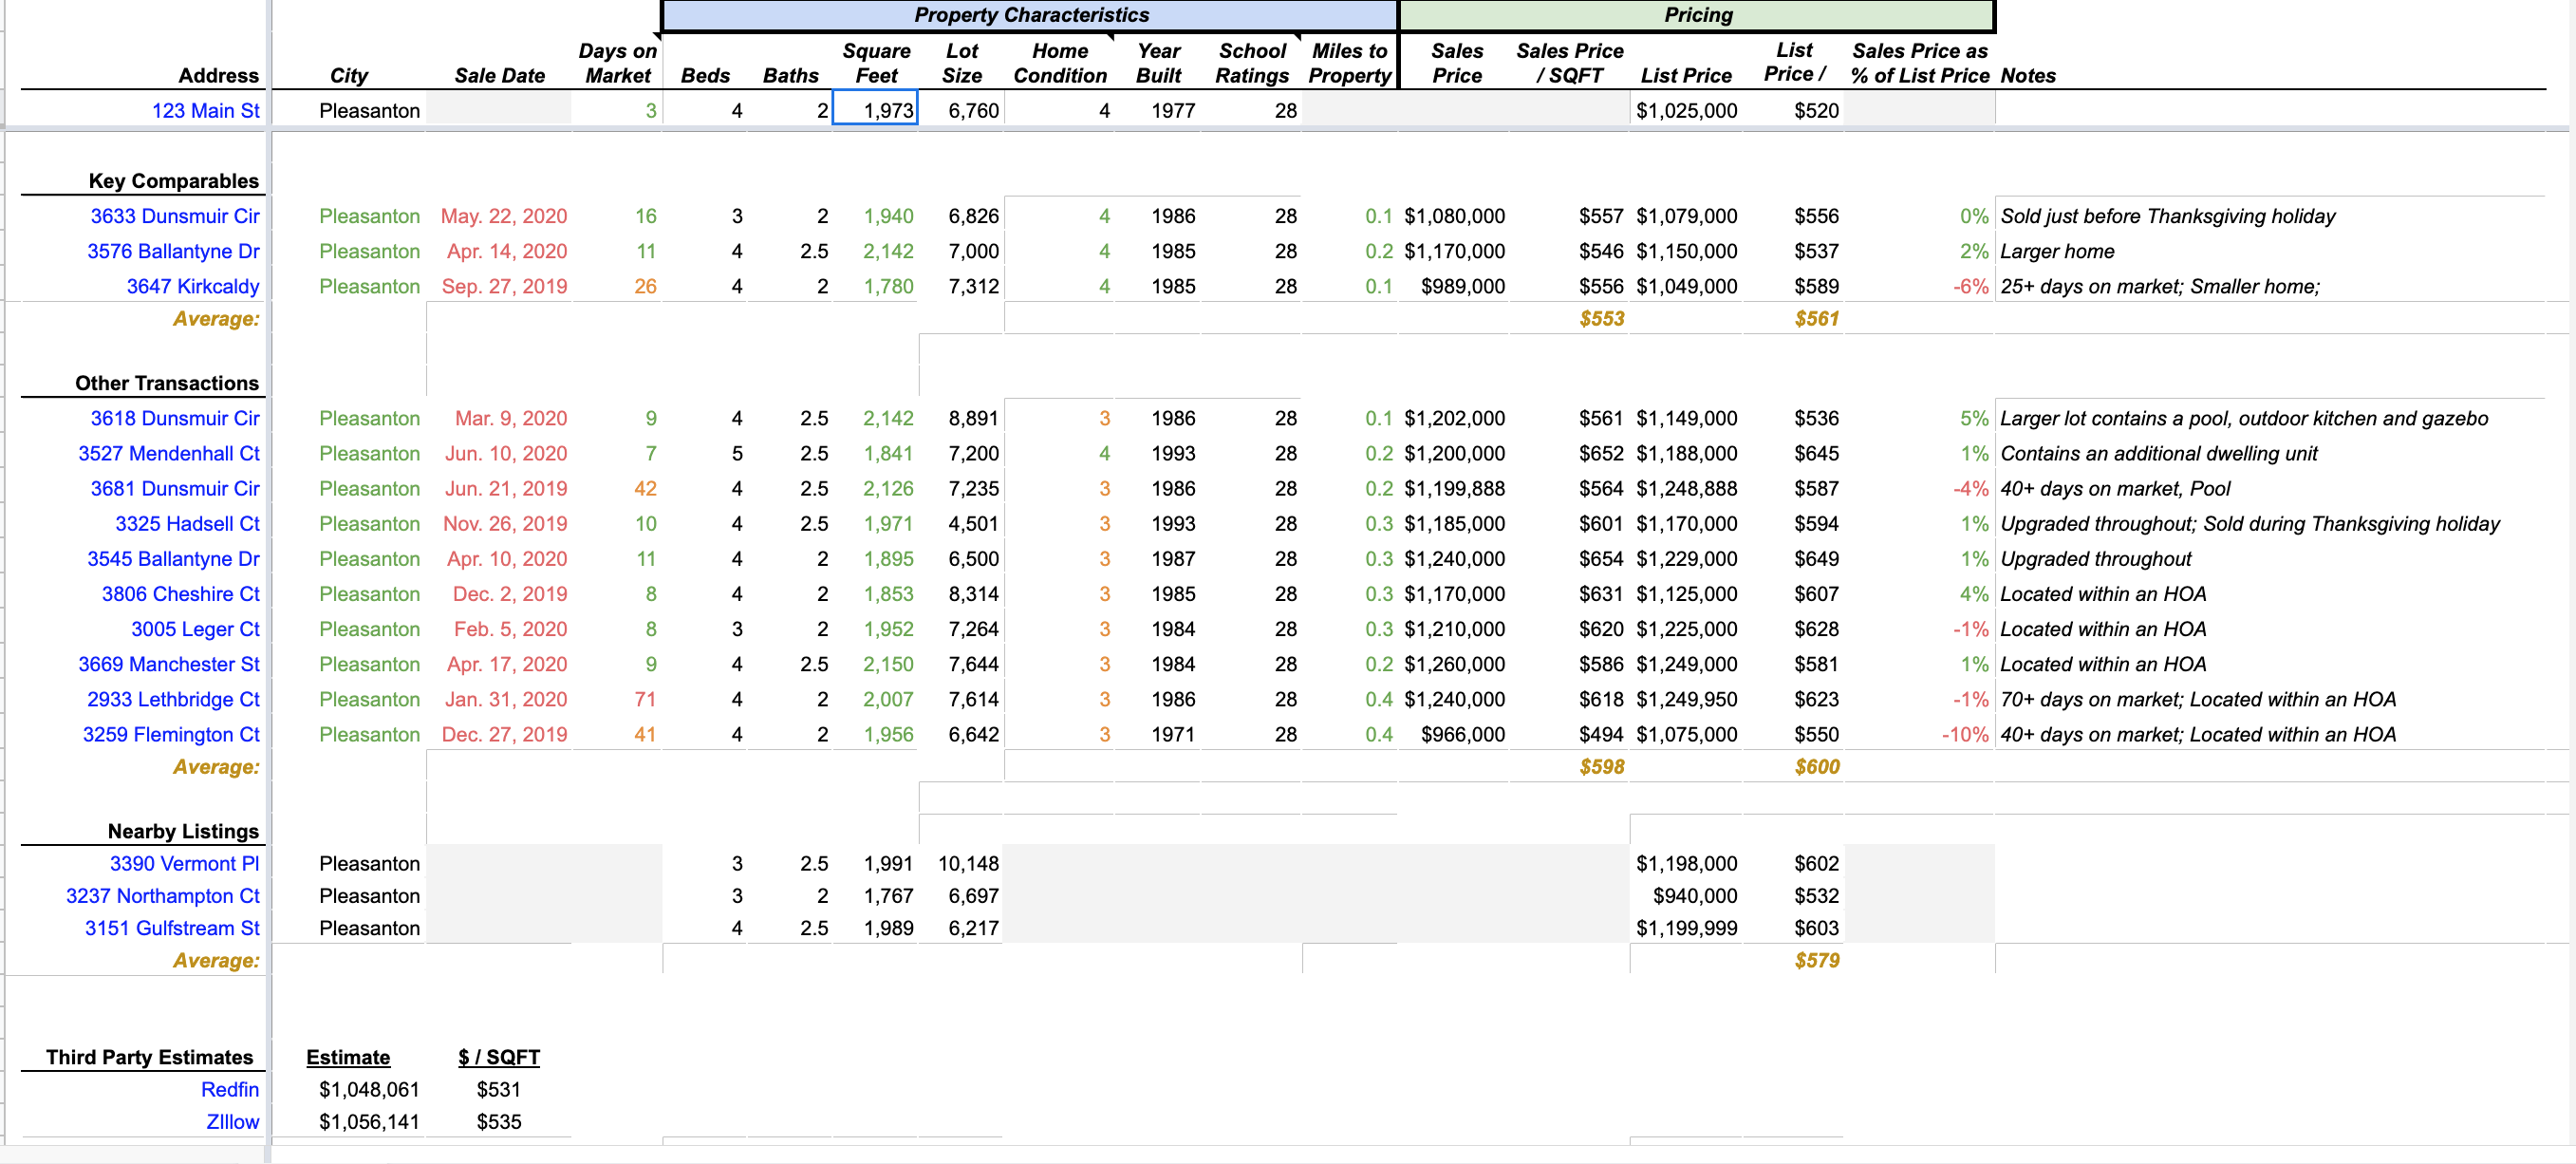 Property Characteristics Pricing
Address City Sale Date Days on Market Beds Baths Square Feet Lot Size Home Condition Year Built School Ratings Miles to Property Sales Price Sales Price / SQFT List Price List Price / Sales Price as % of List Price Notes
123 Main St Pleasanton 3 4 2 1,973 6,760 4 1977 28 $1,025,000 $520
Key Comparables
3633 Dunsmuir Cir Pleasanton May. 22, 2020 16 3 2 1,940 6,826 4 1986 28 0.1 $1,080,000 $557 $1,079,000 $556 0% Sold just before Thanksgiving holiday
3576 Ballantyne Dr Pleasanton Apr. 14, 2020 11 4 2.5 2,142 7,000 4 1985 28 0.2 $1,170,000 $546 $1,150,000 $537 2% Larger home
3647 Kirkcaldy Pleasanton Sep. 27, 2019 26 4 2 1,780 7,312 4 1985 28 0.1 $989,000 $556 $1,049,000 $589 -6% 25+ days on market; Smaller home;
Average: $553 $561
Other Transactions
3618 Dunsmuir Cir Pleasanton Mar. 9, 2020 9 4 2.5 2,142 8,891 3 1986 28 0.1 $1,202,000 $561 $1,149,000 $536 5% Larger lot contains a pool, outdoor kitchen and gazebo
3527 Mendenhall Ct Pleasanton Jun. 10, 2020 7 5 2.5 1,841 7,200 4 1993 28 0.2 $1,200,000 $652 $1,188,000 $645 1% Contains an additional dwelling unit
3681 Dunsmuir Cir Pleasanton Jun. 21, 2019 42 4 2.5 2,126 7,235 3 1986 28 0.2 $1,199,888 $564 $1,248,888 $587 -4% 40+ days on market, Pool
3325 Hadsell Ct Pleasanton Nov. 26, 2019 10 4 2.5 1,971 4,501 3 1993 28 0.3 $1,185,000 $601 $1,170,000 $594 1% Upgraded throughout; Sold during Thanksgiving holiday
3545 Ballantyne Dr Pleasanton Apr. 10, 2020 11 4 2 1,895 6,500 3 1987 28 0.3 $1,240,000 $654 $1,229,000 $649 1% Upgraded throughout
3806 Cheshire Ct Pleasanton Dec. 2, 2019 8 4 2 1,853 8,314 3 1985 28 0.3 $1,170,000 $631 $1,125,000 $607 4% Located within an HOA
3005 Leger Ct Pleasanton Feb. 5, 2020 8 3 2 1,952 7,264 3 1984 28 0.3 $1,210,000 $620 $1,225,000 $628 -1% Located within an HOA
3669 Manchester St Pleasanton Apr. 17, 2020 9 4 2.5 2,150 7,644 3 1984 28 0.2 $1,260,000 $586 $1,249,000 $581 1% Located within an HOA
2933 Lethbridge Ct Pleasanton Jan. 31, 2020 71 4 2 2,007 7,614 3 1986 28 0.4 $1,240,000 $618 $1,249,950 $623 -1% 70+ days on market; Located within an HOA
3259 Flemington Ct Pleasanton Dec. 27, 2019 41 4 2 1,956 6,642 3 1971 28 0.4 $966,000 $494 $1,075,000 $550 -10% 40+ days on market; Located within an HOA
Average: $598 $600
Nearby Listings
3390 Vermont Pl Pleasanton 3 2.5 1,991 10,148 $1,198,000 $602
3237 Northampton Ct Pleasanton 3 2 1,767 6,697 $940,000 $532
3151 Gulfstream St Pleasanton 4 2.5 1,989 6,217 $1,199,999 $603
Average: $579
Third Party Estimates Estimate $ / SQFT
Redfin $1,048,061 $531
ZIllow $1,056,141 $535